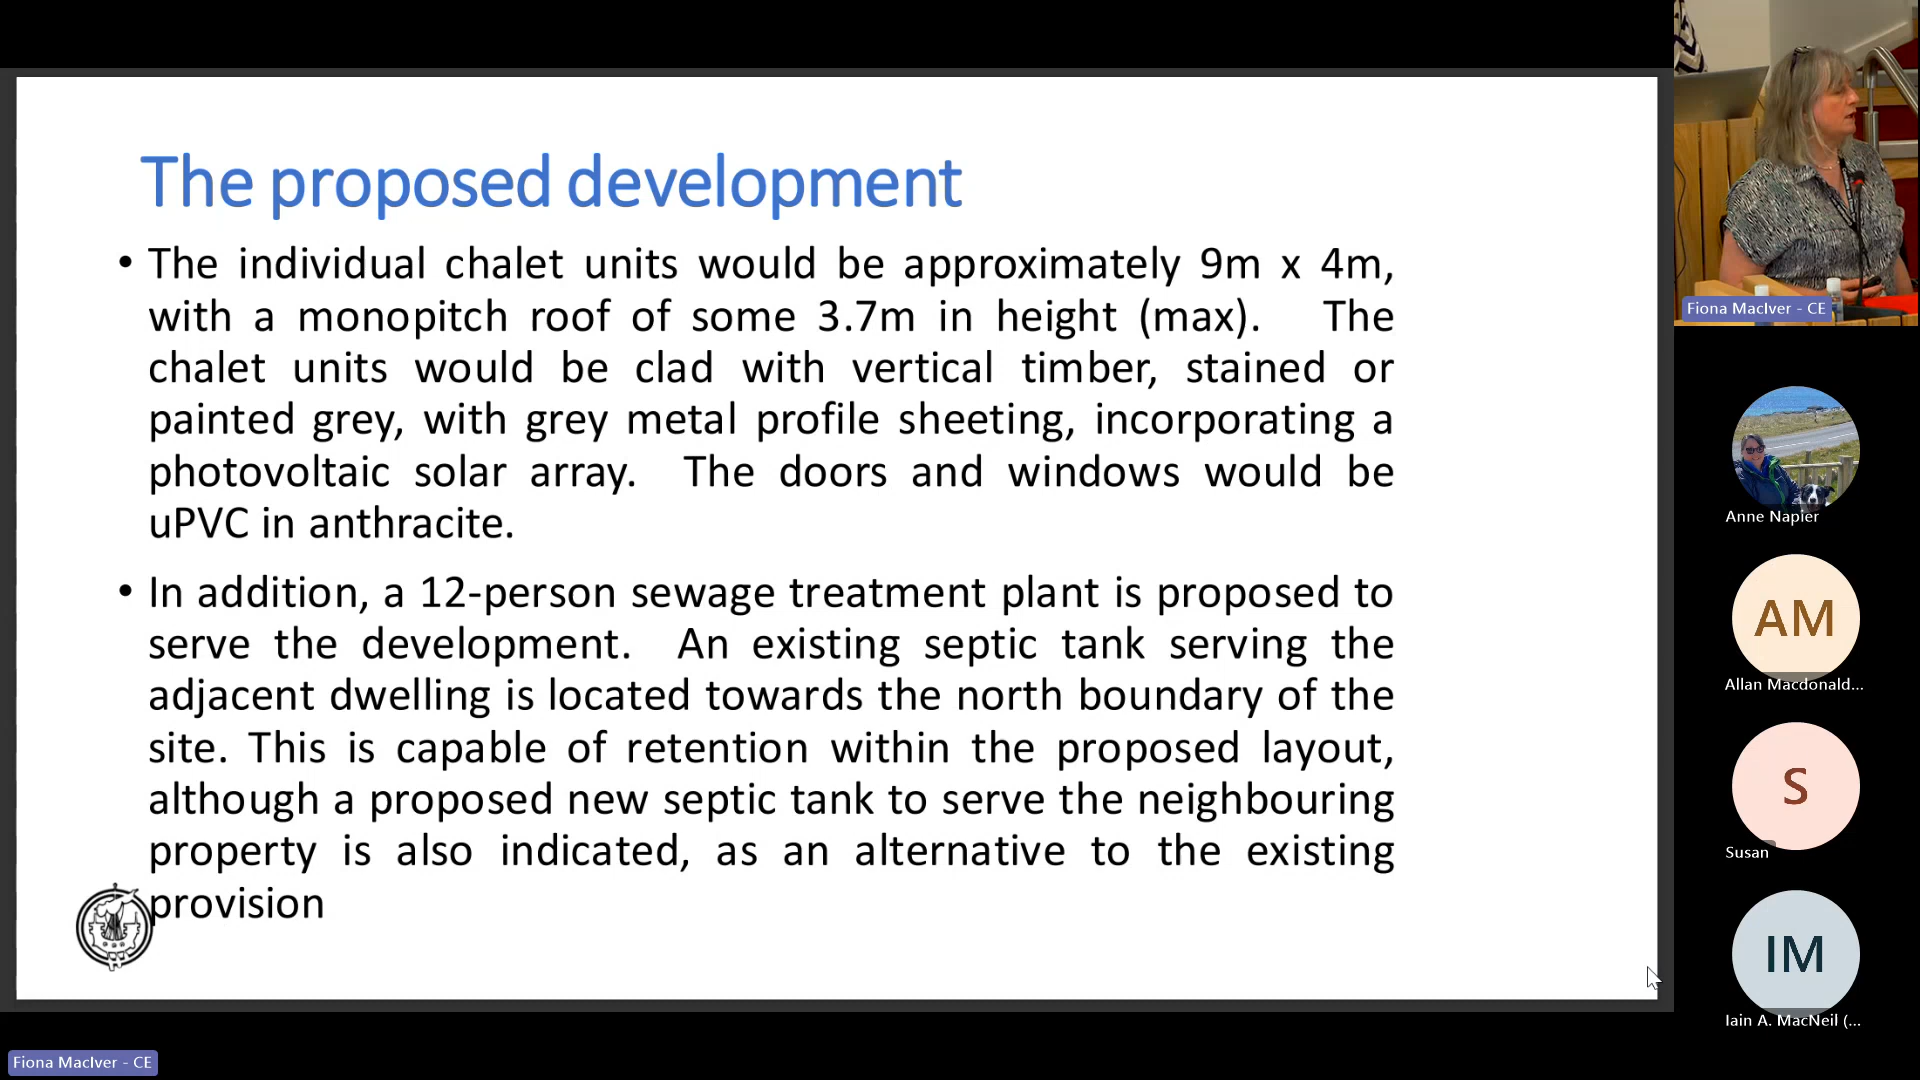 The proposed development
• The individual chalet units would be approximately 9m x 4m,
with a monopitch roof of some 3.7m in height (max). The
chalet units would be clad with vertical timber, stained or
painted grey, with grey metal profile sheeting, incorporating a
photovoltaic solar array. The doors and windows would be
uPVC in anthracite.
• In addition, a 12-person sewage treatment plant is proposed to
serve the development. An existing septic tank serving the
adjacent dwelling is located towards the north boundary of the
site. This is capable of retention within the proposed layout,
although a proposed new septic tank to serve the neighbouring
property is also indicated, as an alternative to the existing
provision
Fiona MacIver - CE
Anne Napier
AM
Allan Macdonald...
S
Susan
IM
Iain A. MacNeil (...
Fiona MacIver - CE